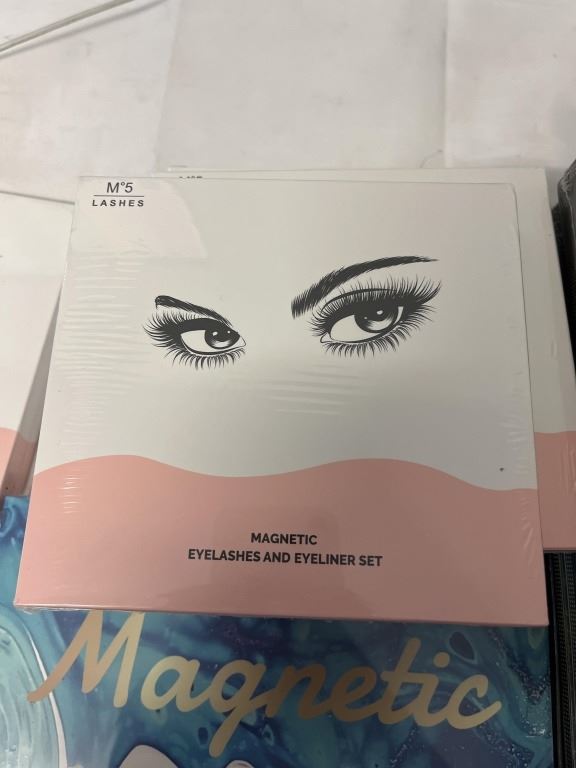 M°5
LASHES
MAGNETIC
EYELASHES AND EYELINER SET
Magnetic